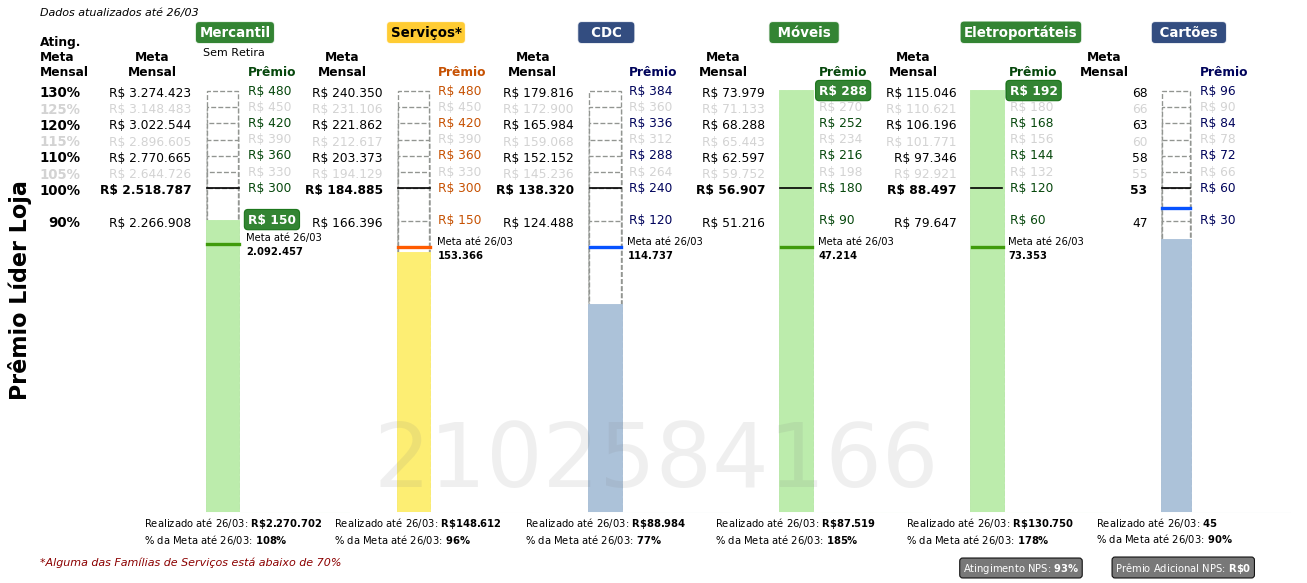 Dados atualizados até 26/03
Mercantil Serviços* CDC Móveis Eletroportáteis Cartões
Sem Retira
Ating. Meta Mensal Meta Mensal Prêmio Meta Mensal Prêmio Meta Mensal Prêmio Meta Mensal Prêmio Meta Mensal Prêmio Meta Mensal Prêmio
130% R$ 3.274.423 R$ 480 R$ 240.350 R$ 480 R$ 179.816 R$ 384 R$ 73.979 R$ 288 R$ 115.046 R$ 192 68 R$ 96
125% R$ 3.148.483 R$ 450 R$ 231.106 R$ 450 R$ 172.900 R$ 360 R$ 71.133 R$ 270 R$ 110.621 R$ 180 66 R$ 90
120% R$ 3.022.544 R$ 420 R$ 221.862 R$ 420 R$ 165.984 R$ 336 R$ 68.288 R$ 252 R$ 106.196 R$ 168 63 R$ 84
115% R$ 2.896.605 R$ 390 R$ 212.617 R$ 390 R$ 159.068 R$ 312 R$ 65.443 R$ 234 R$ 101.771 R$ 156 60 R$ 78
110% R$ 2.770.665 R$ 360 R$ 203.373 R$ 360 R$ 152.152 R$ 288 R$ 62.597 R$ 216 R$ 97.346 R$ 144 58 R$ 72
105% R$ 2.644.726 R$ 330 R$ 194.129 R$ 330 R$ 145.236 R$ 264 R$ 59.752 R$ 198 R$ 92.921 R$ 132 55 R$ 66
100% R$ 2.518.787 R$ 300 R$ 184.885 R$ 300 R$ 138.320 R$ 240 R$ 56.907 R$ 180 R$ 88.497 R$ 120 53 R$ 60
90% R$ 2.266.908 R$ 150 R$ 166.396 R$ 150 R$ 124.488 R$ 120 R$ 51.216 R$ 90 R$ 79.647 R$ 60 47 R$ 30
Meta até 26/03 Meta até 26/03 Meta até 26/03 Meta até 26/03 Meta até 26/03
2.092.457 153.366 114.737 47.214 73.353
Prêmio Líder Loja
2102584166
Realizado até 26/03: R$2.270.702 Realizado até 26/03: R$148.612 Realizado até 26/03: R$88.984 Realizado até 26/03: R$87.519 Realizado até 26/03: R$130.750 Realizado até 26/03: 45
% da Meta até 26/03: 108% % da Meta até 26/03: 96% % da Meta até 26/03: 77% % da Meta até 26/03: 185% % da Meta até 26/03: 178% % da Meta até 26/03: 90%
*Alguma das Famílias de Serviços está abaixo de 70%
Atingimento NPS: 93% Prêmio Adicional NPS: R$0